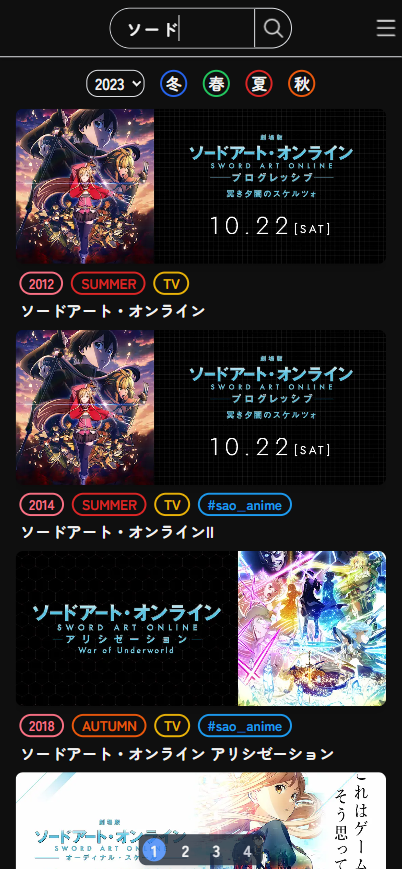 ソード
2023
冬 春 夏 秋
劇場版
ソードアート・オンライン
SWORD ART ONLINE
プログレッシブ
冥き夕闇のスケルツォ
10.22[SAT]
2012 SUMMER TV
ソードアート・オンライン
劇場版
ソードアート・オンライン
SWORD ART ONLINE
プログレッシブ
冥き夕闇のスケルツォ
10.22[SAT]
2014 SUMMER TV #sao_anime
ソードアート・オンラインII
ソードアート・オンライン
SWORD ART ONLINE
アリシゼーション
War of Underworld
2018 AUTUMN TV #sao_anime
ソードアート・オンライン アリシゼーション
これはゲーム
そう思って
劇場版
ソードアート・オン
SWORD ART
オーディナル・スケ
1 2 3 4